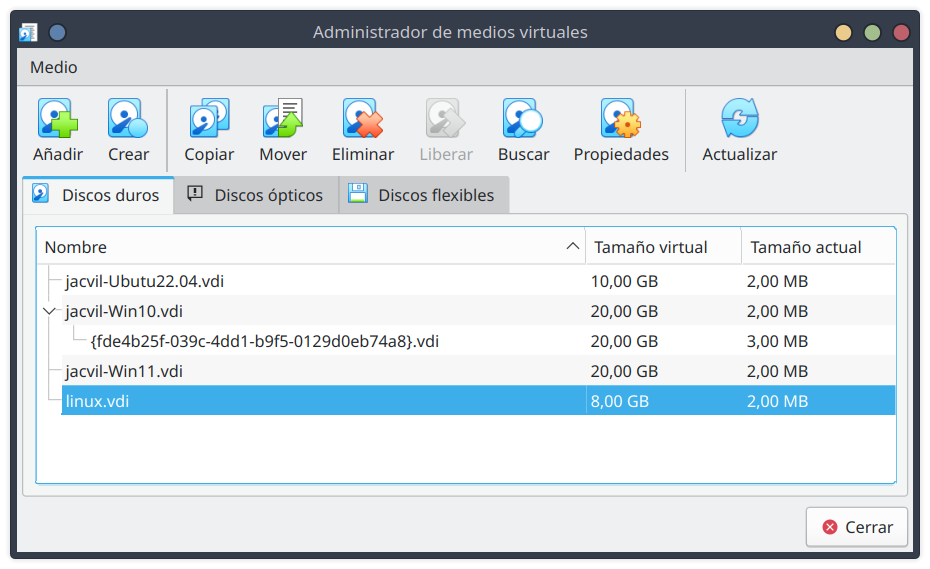 Administrador de medios virtuales
Medio
Añadir Crear Copiar Mover Eliminar Liberar Buscar Propiedades Actualizar
Discos duros Discos ópticos Discos flexibles
Nombre Tamaño virtual Tamaño actual
jacvil-Ubutu22.04.vdi 10,00 GB 2,00 MB
jacvil-Win10.vdi 20,00 GB 2,00 MB
{fde4b25f-039c-4dd1-b9f5-0129d0eb74a8}.vdi 20,00 GB 3,00 MB
jacvil-Win11.vdi 20,00 GB 2,00 MB
linux.vdi 8,00 GB 2,00 MB
Cerrar